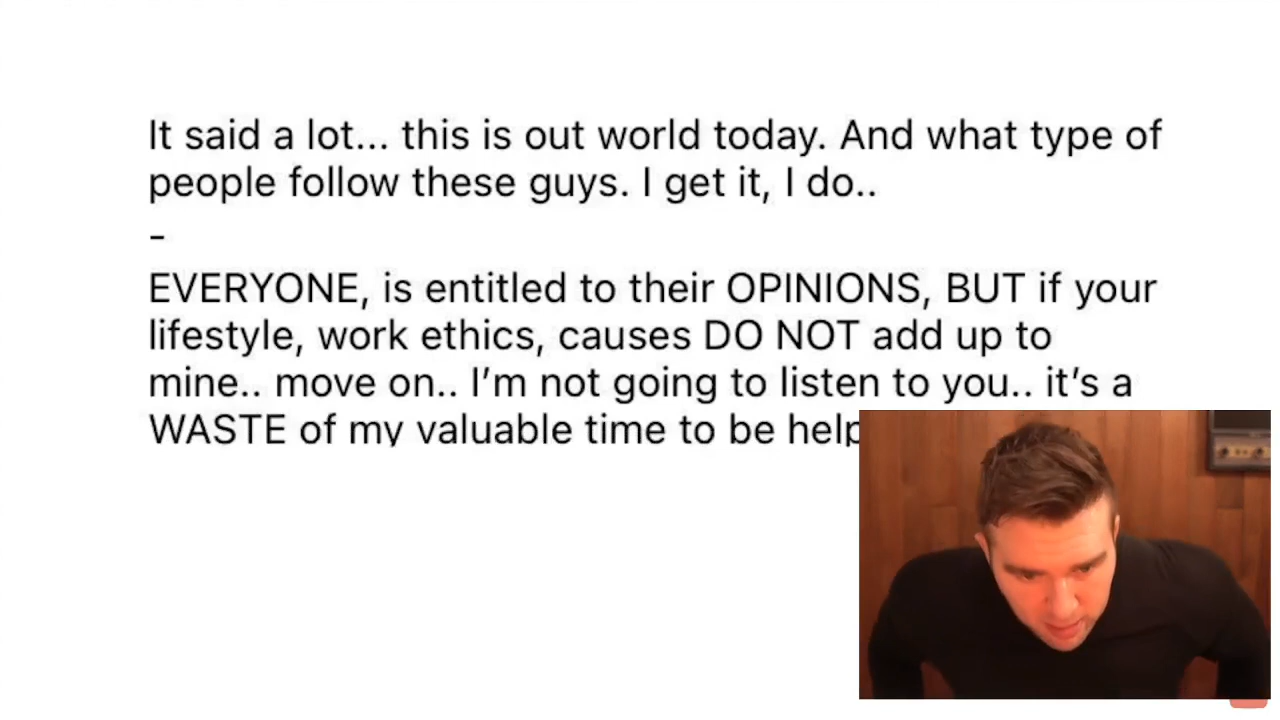 It said a lot... this is out world today. And what type of
people follow these guys. I get it, I do..
-
EVERYONE, is entitled to their OPINIONS, BUT if your
lifestyle, work ethics, causes DO NOT add up to
mine.. move on.. I’m not going to listen to you.. it’s a
WASTE of my valuable time to be help